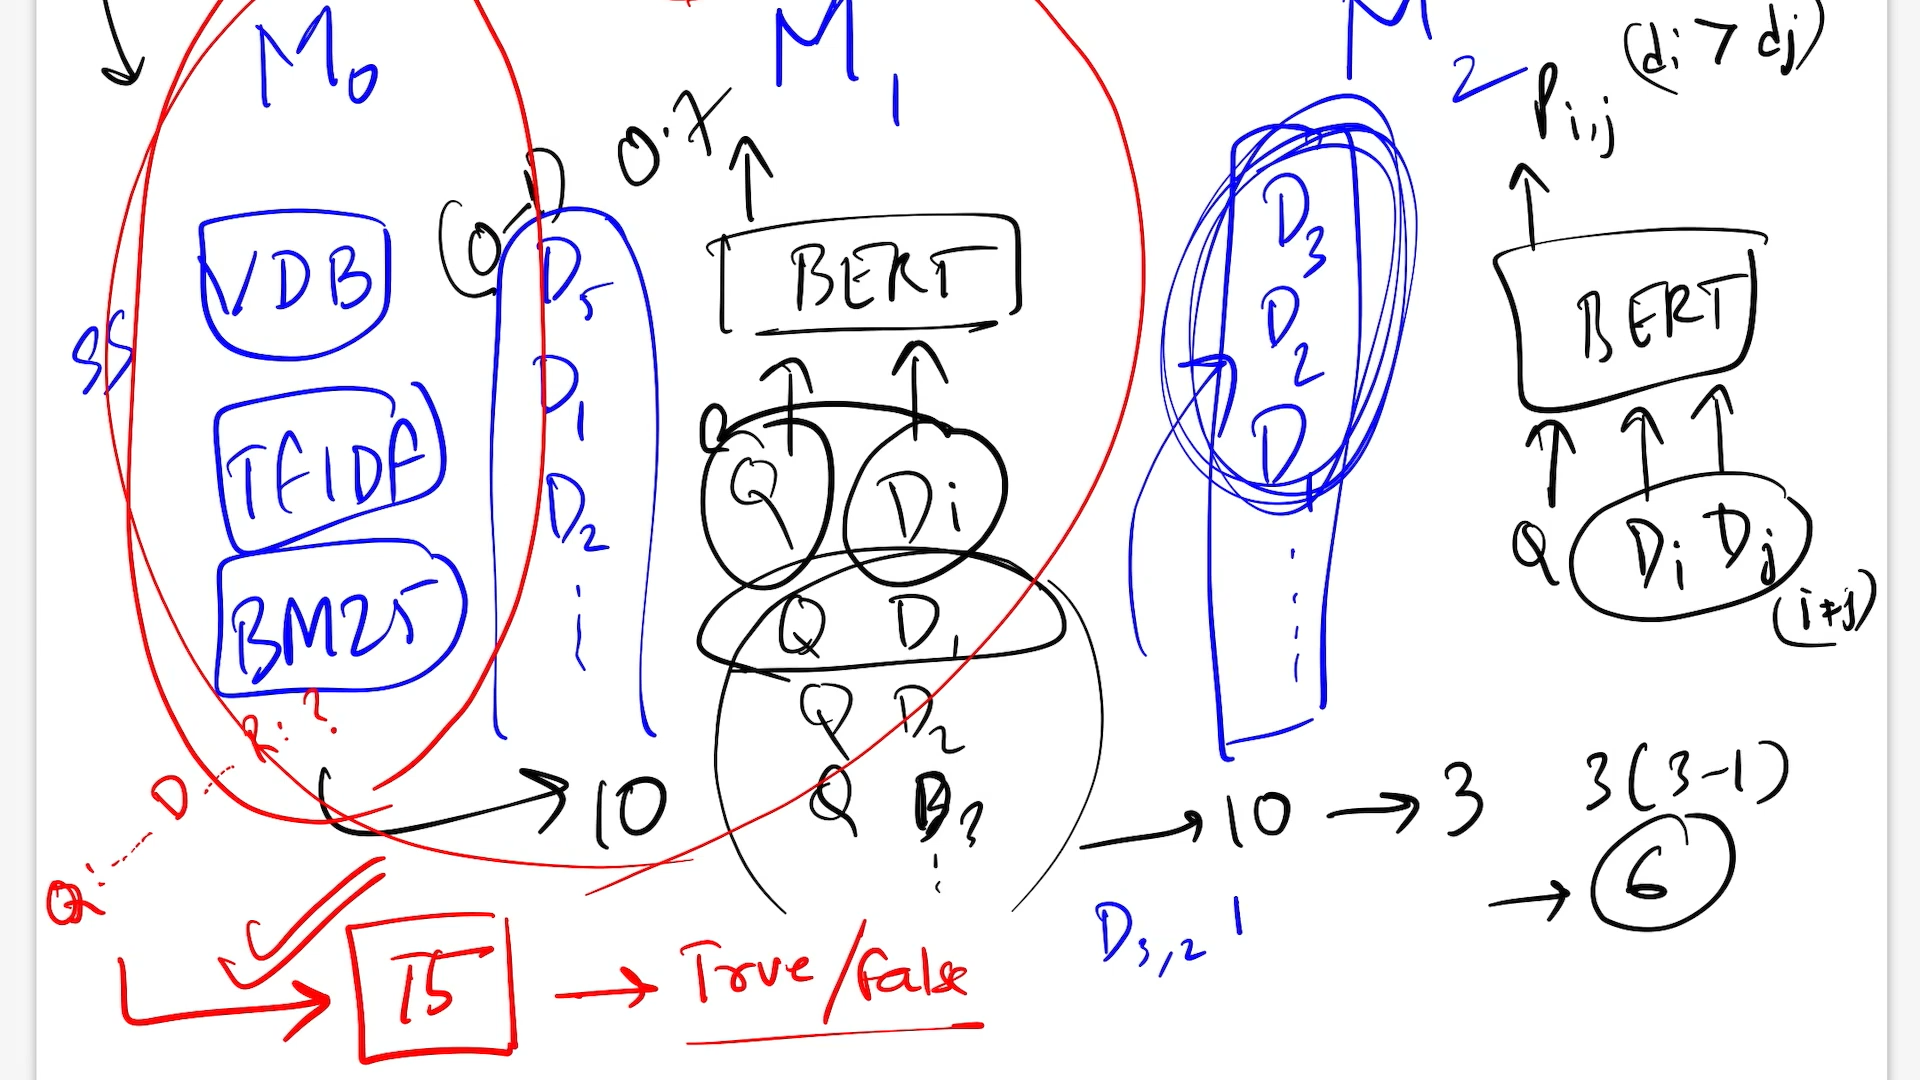 M0
M1
M2
(di > dj)
Pi,j
0.7
(0-1)
SS
VDB
TFIDF
BM25
D5
D1
D2
BERT
Q Di
Q D1
Q D2
Q D3
D3
D2
D1
BERT
Q Di Dj
(i≠j)
R: ?
D
Q:
→ 10
→ 10 → 3
3(3-1)
→ 6
D3,2,1
T5 → True/False